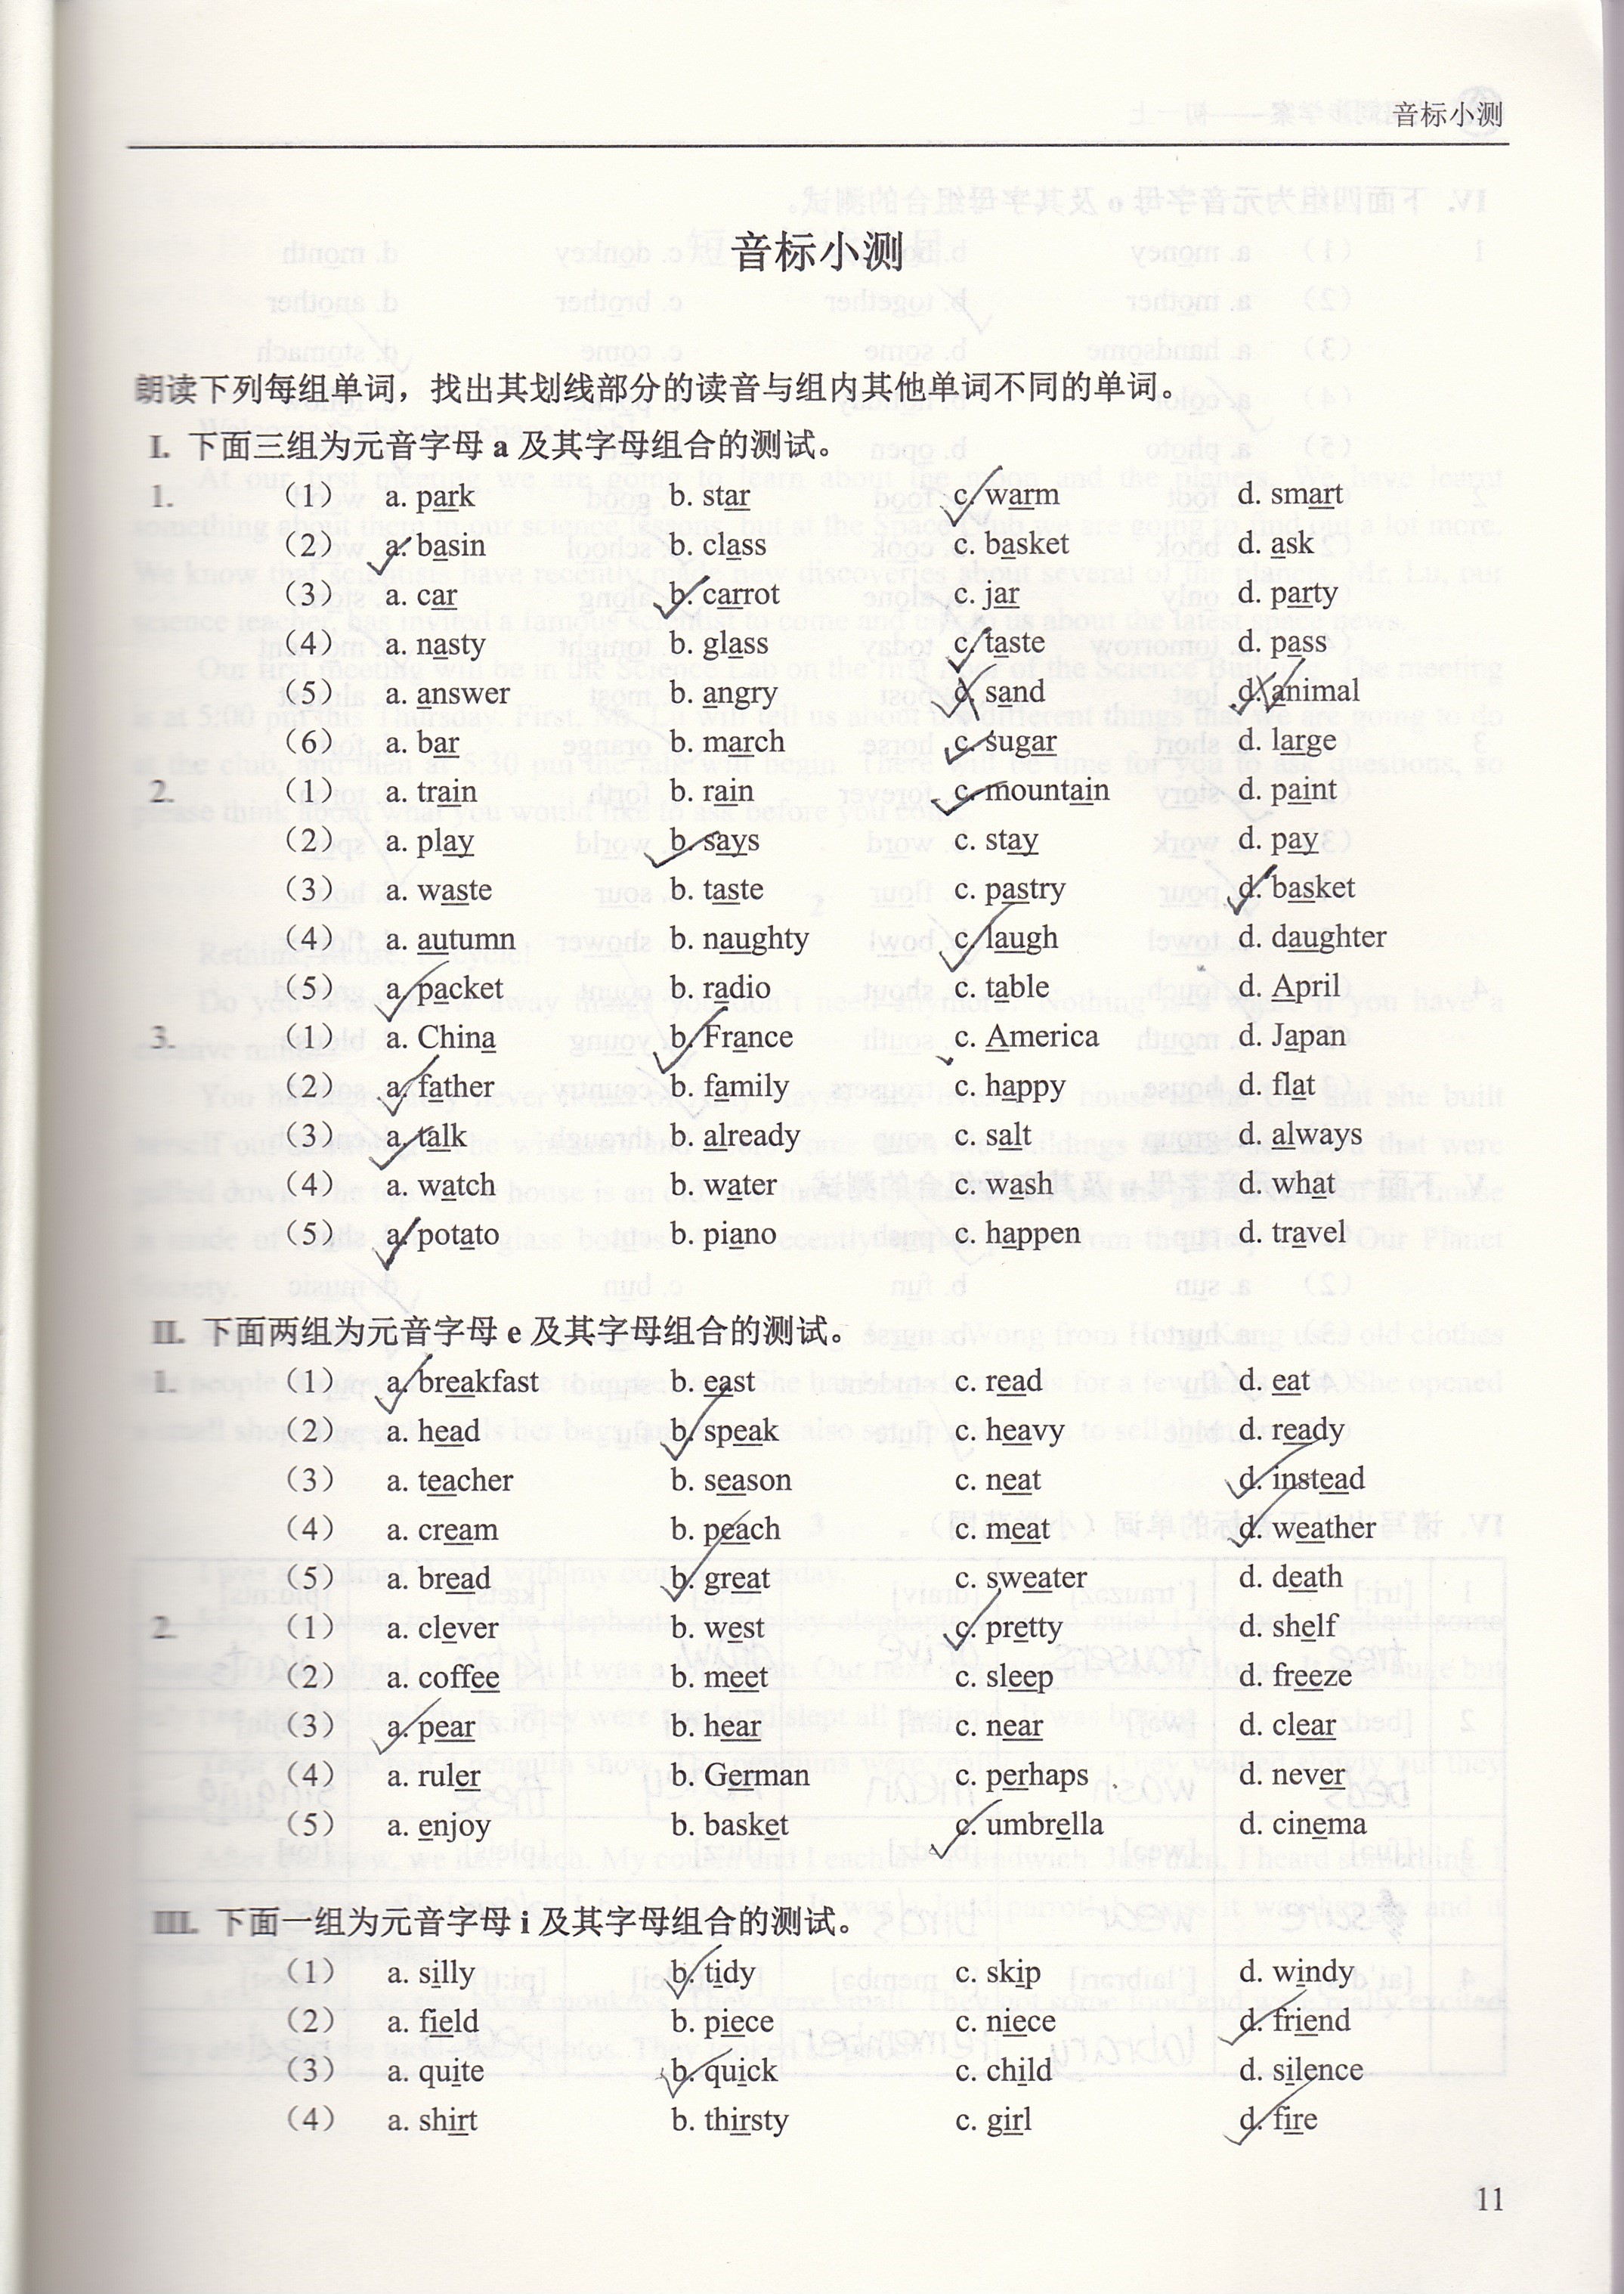 音标小测
音标小测
朗读下列每组单词，找出其划线部分的读音与组内其他单词不同的单词。
I. 下面三组为元音字母 a 及其字母组合的测试。
1. （1） a. park b. star c. warm d. smart
（2） a. basin b. class c. basket d. ask
（3） a. car b. carrot c. jar d. party
（4） a. nasty b. glass c. taste d. pass
（5） a. answer b. angry c. sand d. animal
（6） a. bar b. march c. sugar d. large
2. （1） a. train b. rain c. mountain d. paint
（2） a. play b. says c. stay d. pay
（3） a. waste b. taste c. pastry d. basket
（4） a. autumn b. naughty c. laugh d. daughter
（5） a. packet b. radio c. table d. April
3. （1） a. China b. France c. America d. Japan
（2） a. father b. family c. happy d. flat
（3） a. talk b. already c. salt d. always
（4） a. watch b. water c. wash d. what
（5） a. potato b. piano c. happen d. travel
II. 下面两组为元音字母 e 及其字母组合的测试。
1. （1） a. breakfast b. east c. read d. eat
（2） a. head b. speak c. heavy d. ready
（3） a. teacher b. season c. neat d. instead
（4） a. cream b. peach c. meat d. weather
（5） a. bread b. great c. sweater d. death
2. （1） a. clever b. west c. pretty d. shelf
（2） a. coffee b. meet c. sleep d. freeze
（3） a. pear b. hear c. near d. clear
（4） a. ruler b. German c. perhaps d. never
（5） a. enjoy b. basket c. umbrella d. cinema
III. 下面一组为元音字母 i 及其字母组合的测试。
（1） a. silly b. tidy c. skip d. windy
（2） a. field b. piece c. niece d. friend
（3） a. quite b. quick c. child d. silence
（4） a. shirt b. thirsty c. girl d. fire
11